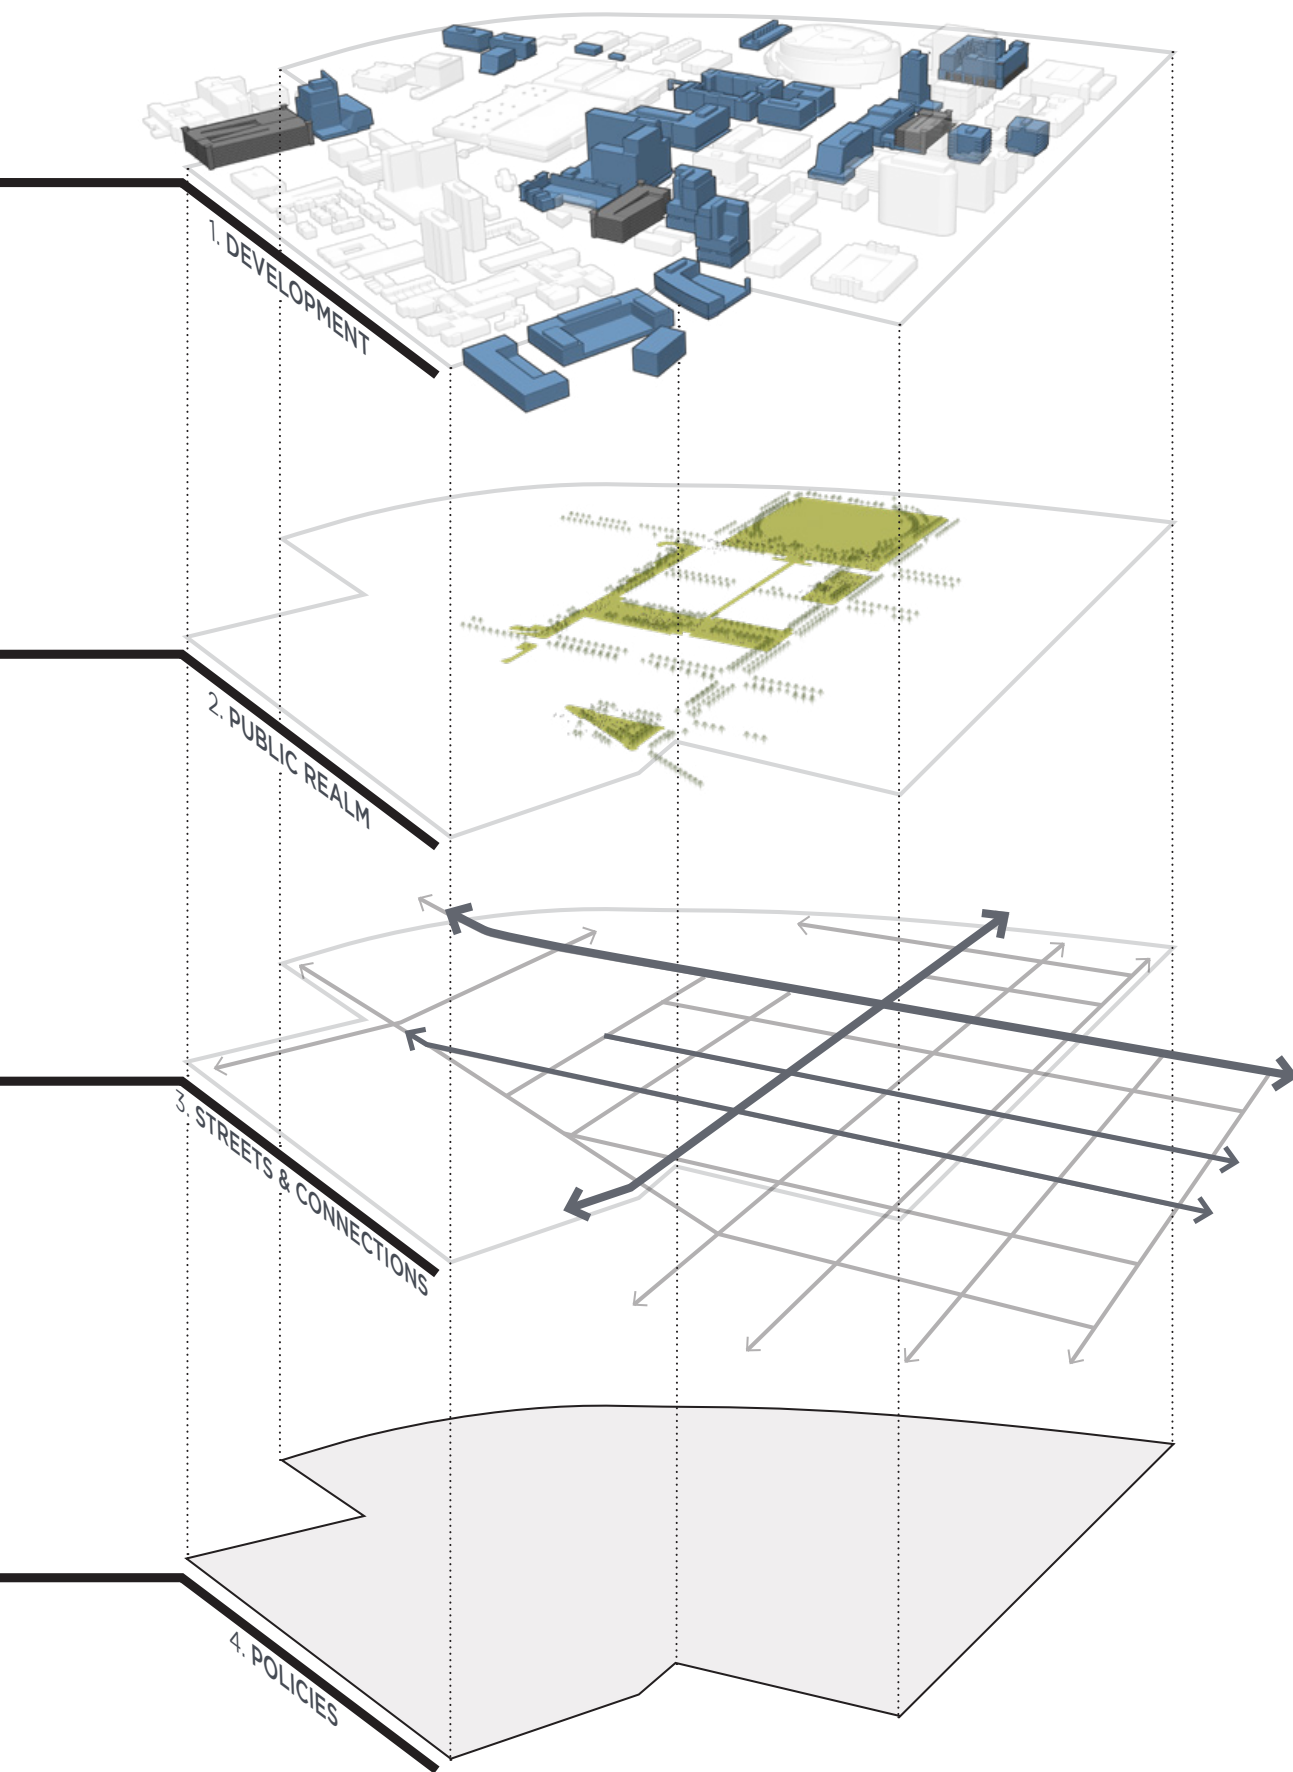 1. DEVELOPMENT
2. PUBLIC REALM
3. STREETS & CONNECTIONS
4. POLICIES